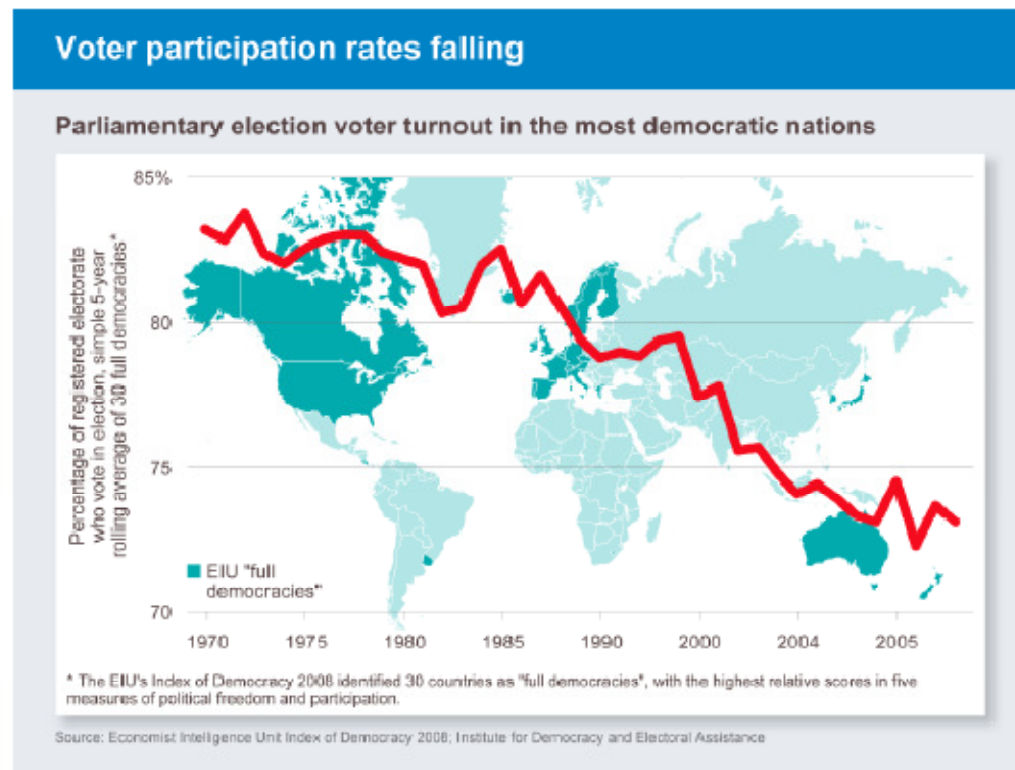 Voter participation rates falling
Parliamentary election voter turnout in the most democratic nations
85%
80
75
70
Percentage of registered electorate
who vote in election, simple 5-year
rolling average of 30 full democracies*
EIU "full
democracies"
1970 1975 1980 1985 1990 2000 2004 2005
* The EIU's Index of Democracy 2008 identified 30 countries as "full democracies", with the highest relative scores in five
measures of political freedom and participation.
Source: Economist Intelligence Unit Index of Democracy 2008; Institute for Democracy and Electoral Assistance